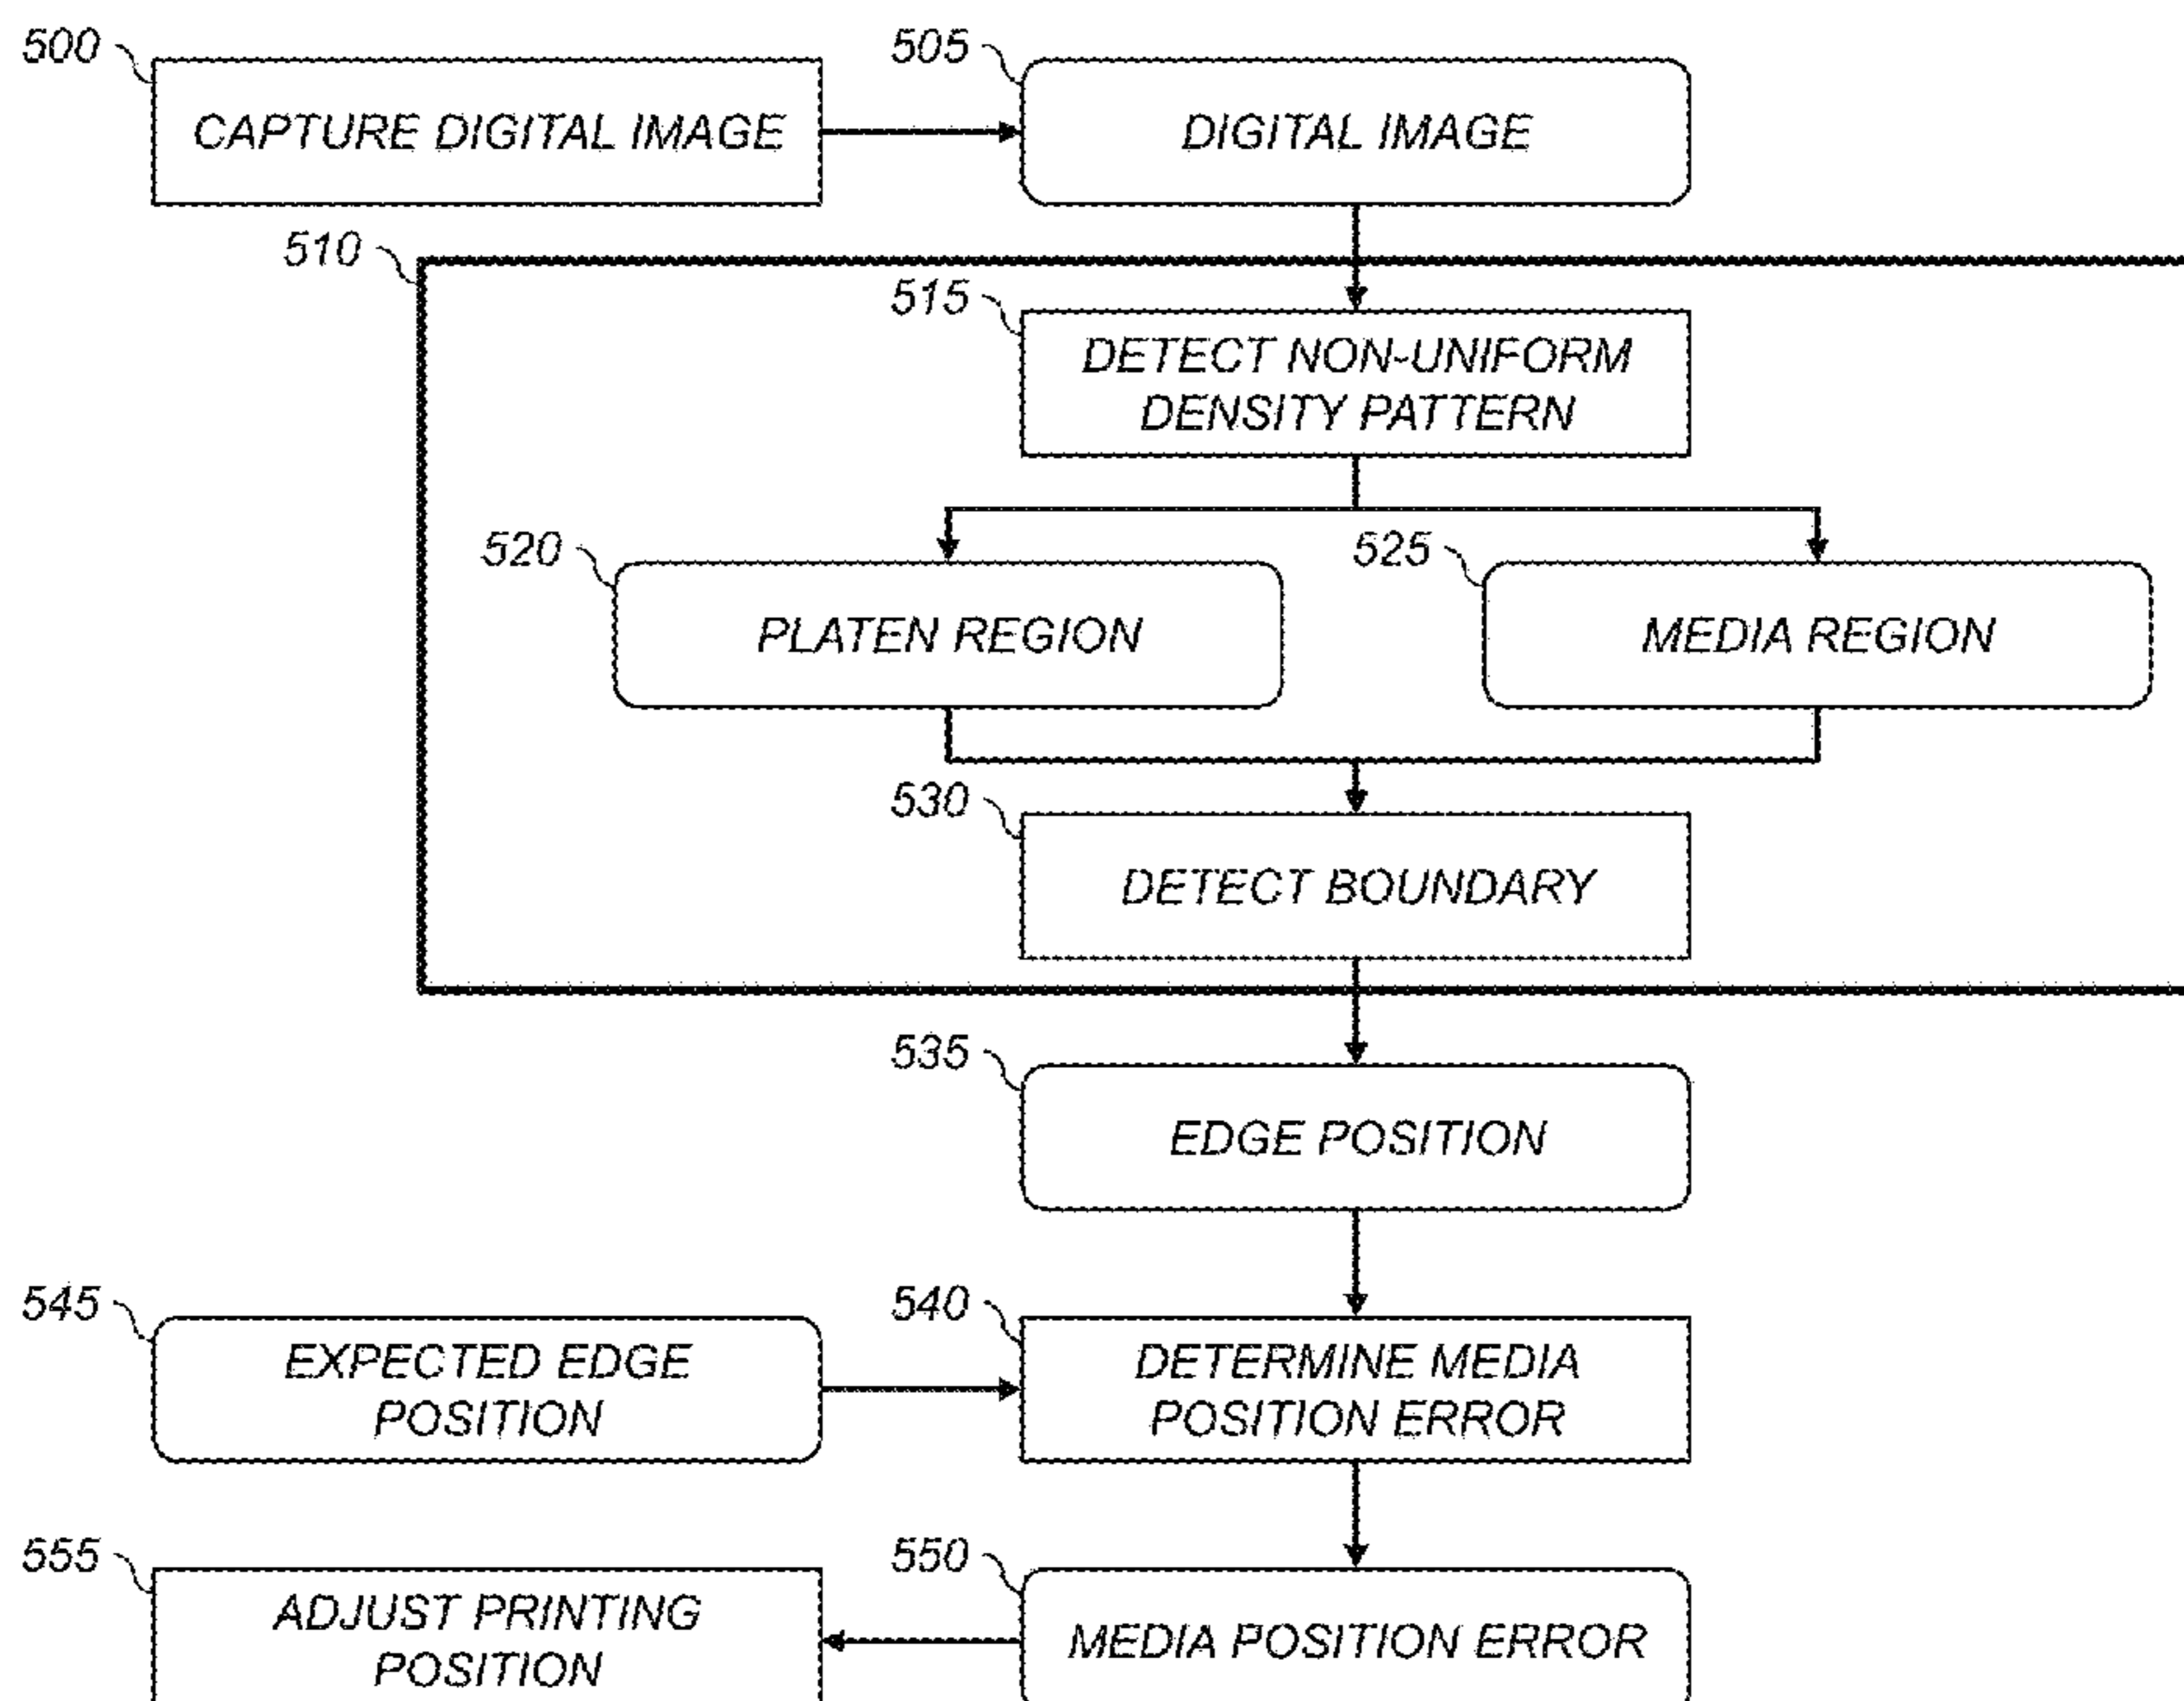 500
CAPTURE DIGITAL IMAGE
505
DIGITAL IMAGE
510
515
DETECT NON-UNIFORM
DENSITY PATTERN
520
PLATEN REGION
525
MEDIA REGION
530
DETECT BOUNDARY
535
EDGE POSITION
545
EXPECTED EDGE
POSITION
540
DETERMINE MEDIA
POSITION ERROR
555
ADJUST PRINTING
POSITION
550
MEDIA POSITION ERROR